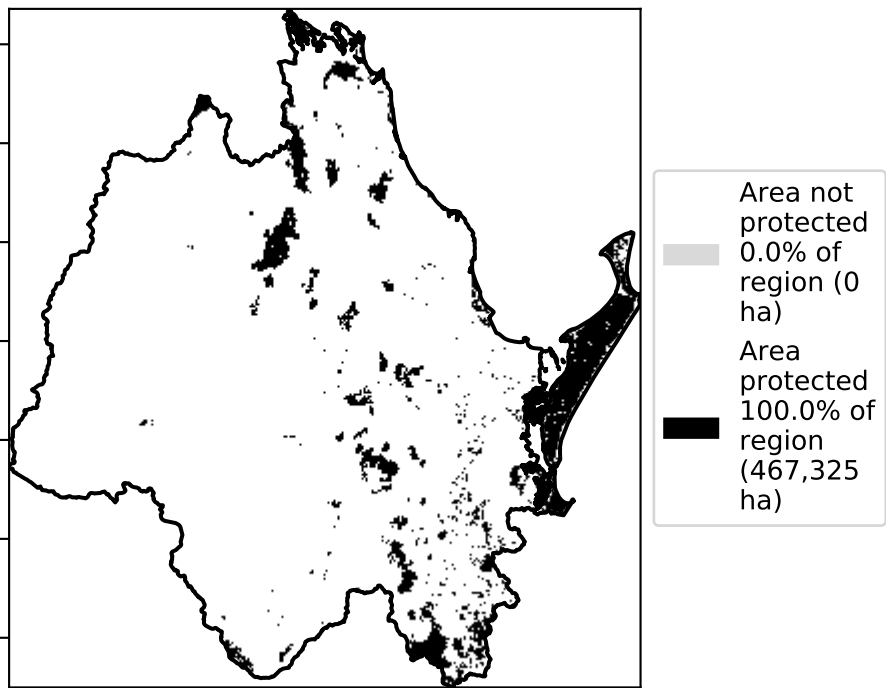 Area not
protected
0.0% of
region (0
ha)
Area
protected
100.0% of
region
(467,325
ha)